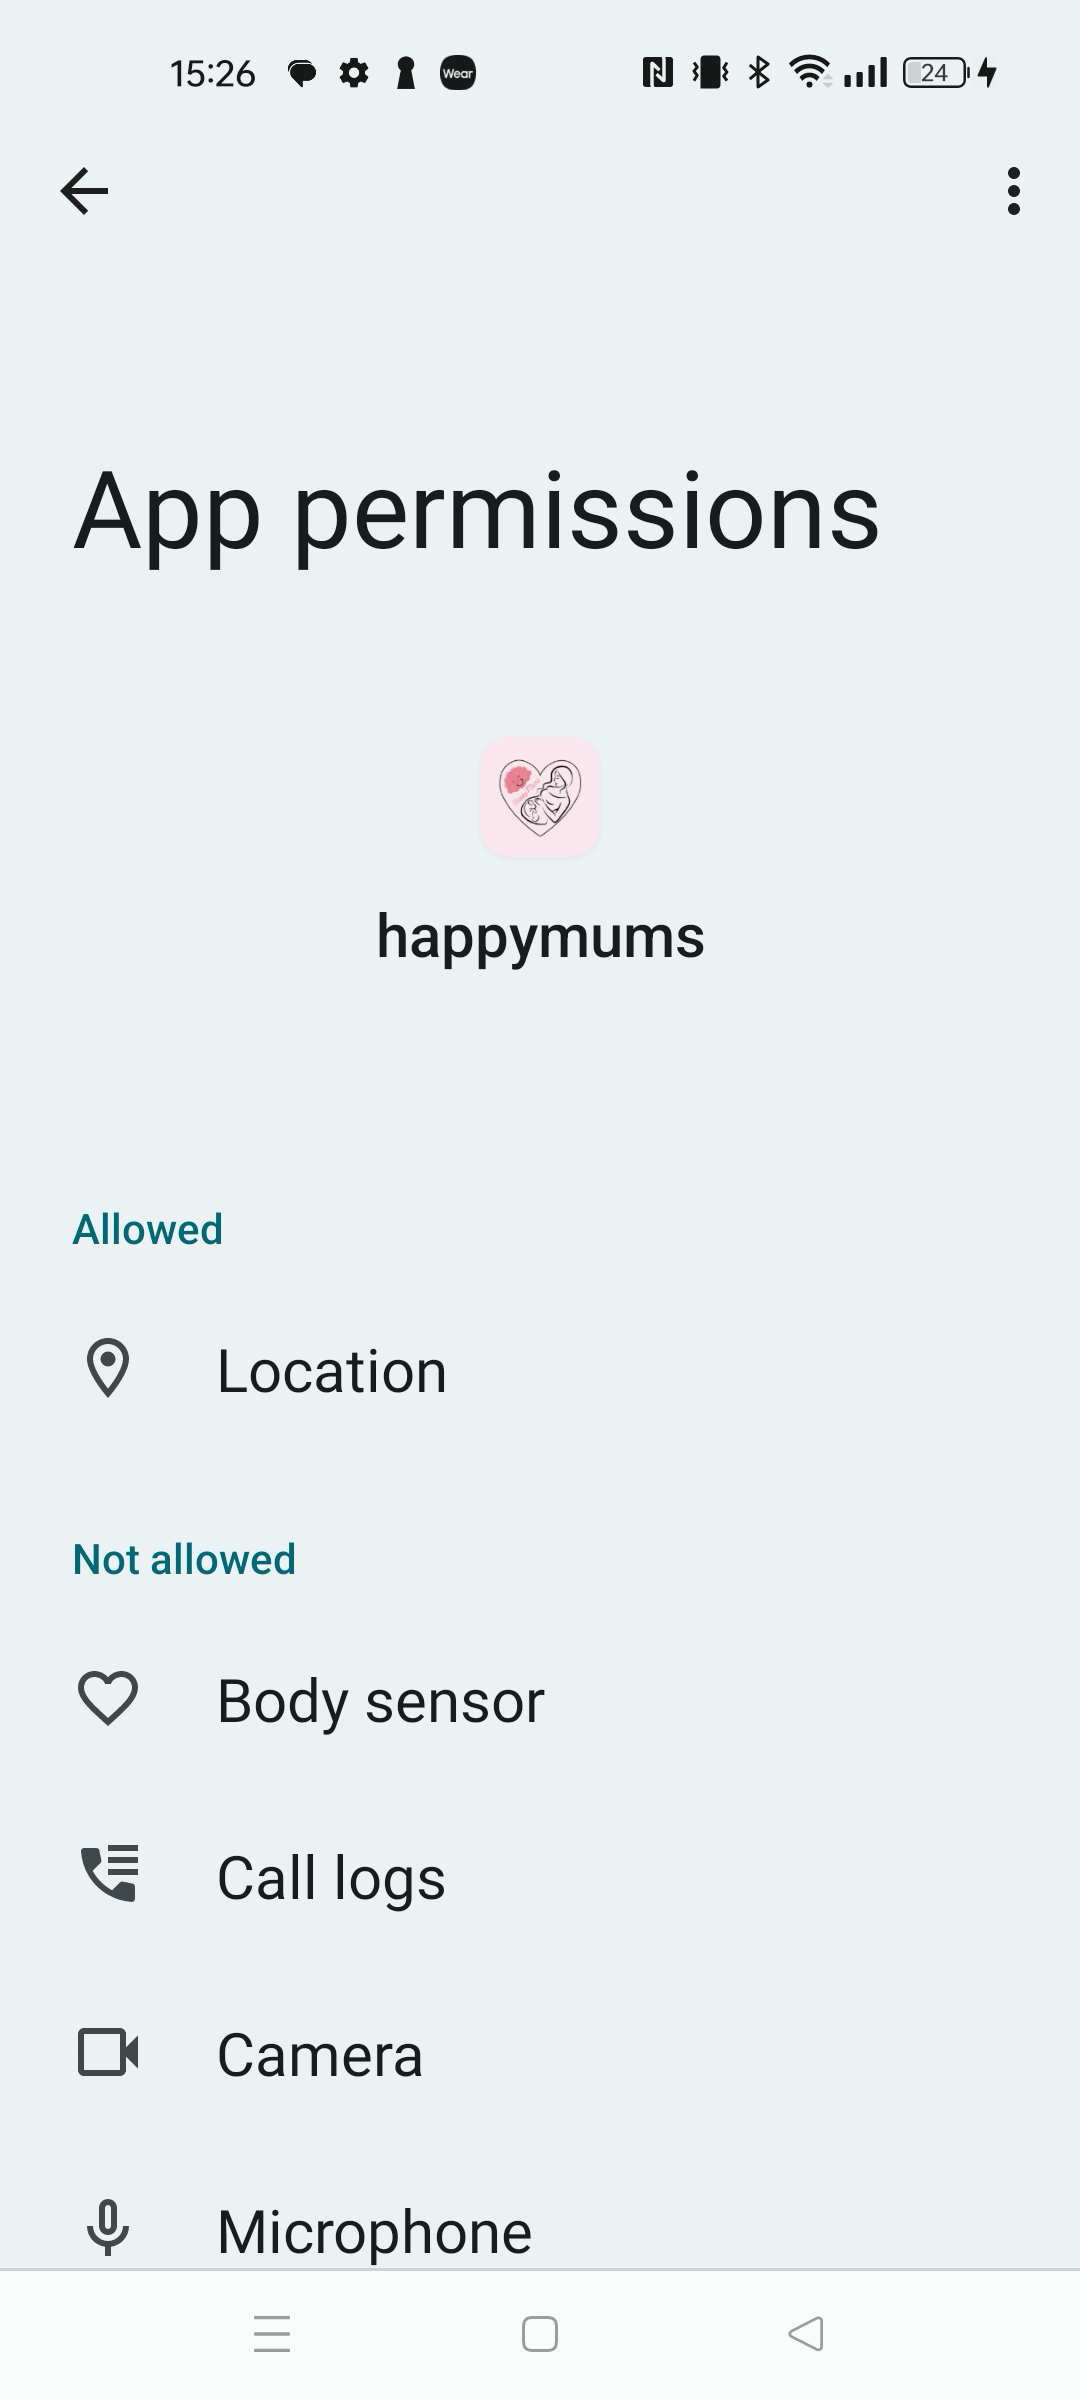 15:26
Wear
24
App permissions
happymums
Allowed
Location
Not allowed
Body sensor
Call logs
Camera
Microphone